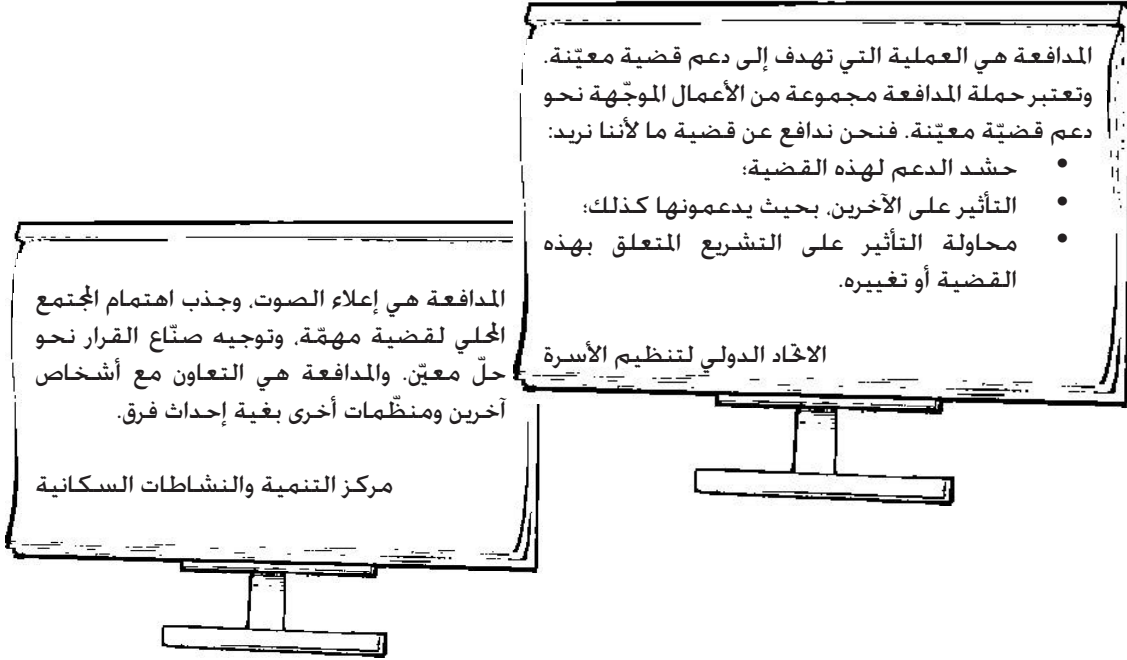 المدافعة هي العملية التي تهدف إلى دعم قضية معيّنة.
وتعتبر حملة المدافعة مجموعة من الأعمال الموجّهة نحو
دعم قضيّة معيّنة. فنحن ندافع عن قضية ما لأننا نريد:
• حشد الدعم لهذه القضية؛
• التأثير على الآخرين، بحيث يدعمونها كذلك؛
• محاولة التأثير على التشريع المتعلق بهذه
القضية أو تغييره.
الاتحاد الدولي لتنظيم الأسرة
المدافعة هي إعلاء الصوت، وجذب اهتمام المجتمع
المحلي لقضية مهمّة، وتوجيه صنّاع القرار نحو
حلّ معيّن. والمدافعة هي التعاون مع أشخاص
آخرين ومنظّمات أخرى بغية إحداث فرق.
مركز التنمية والنشاطات السكانية